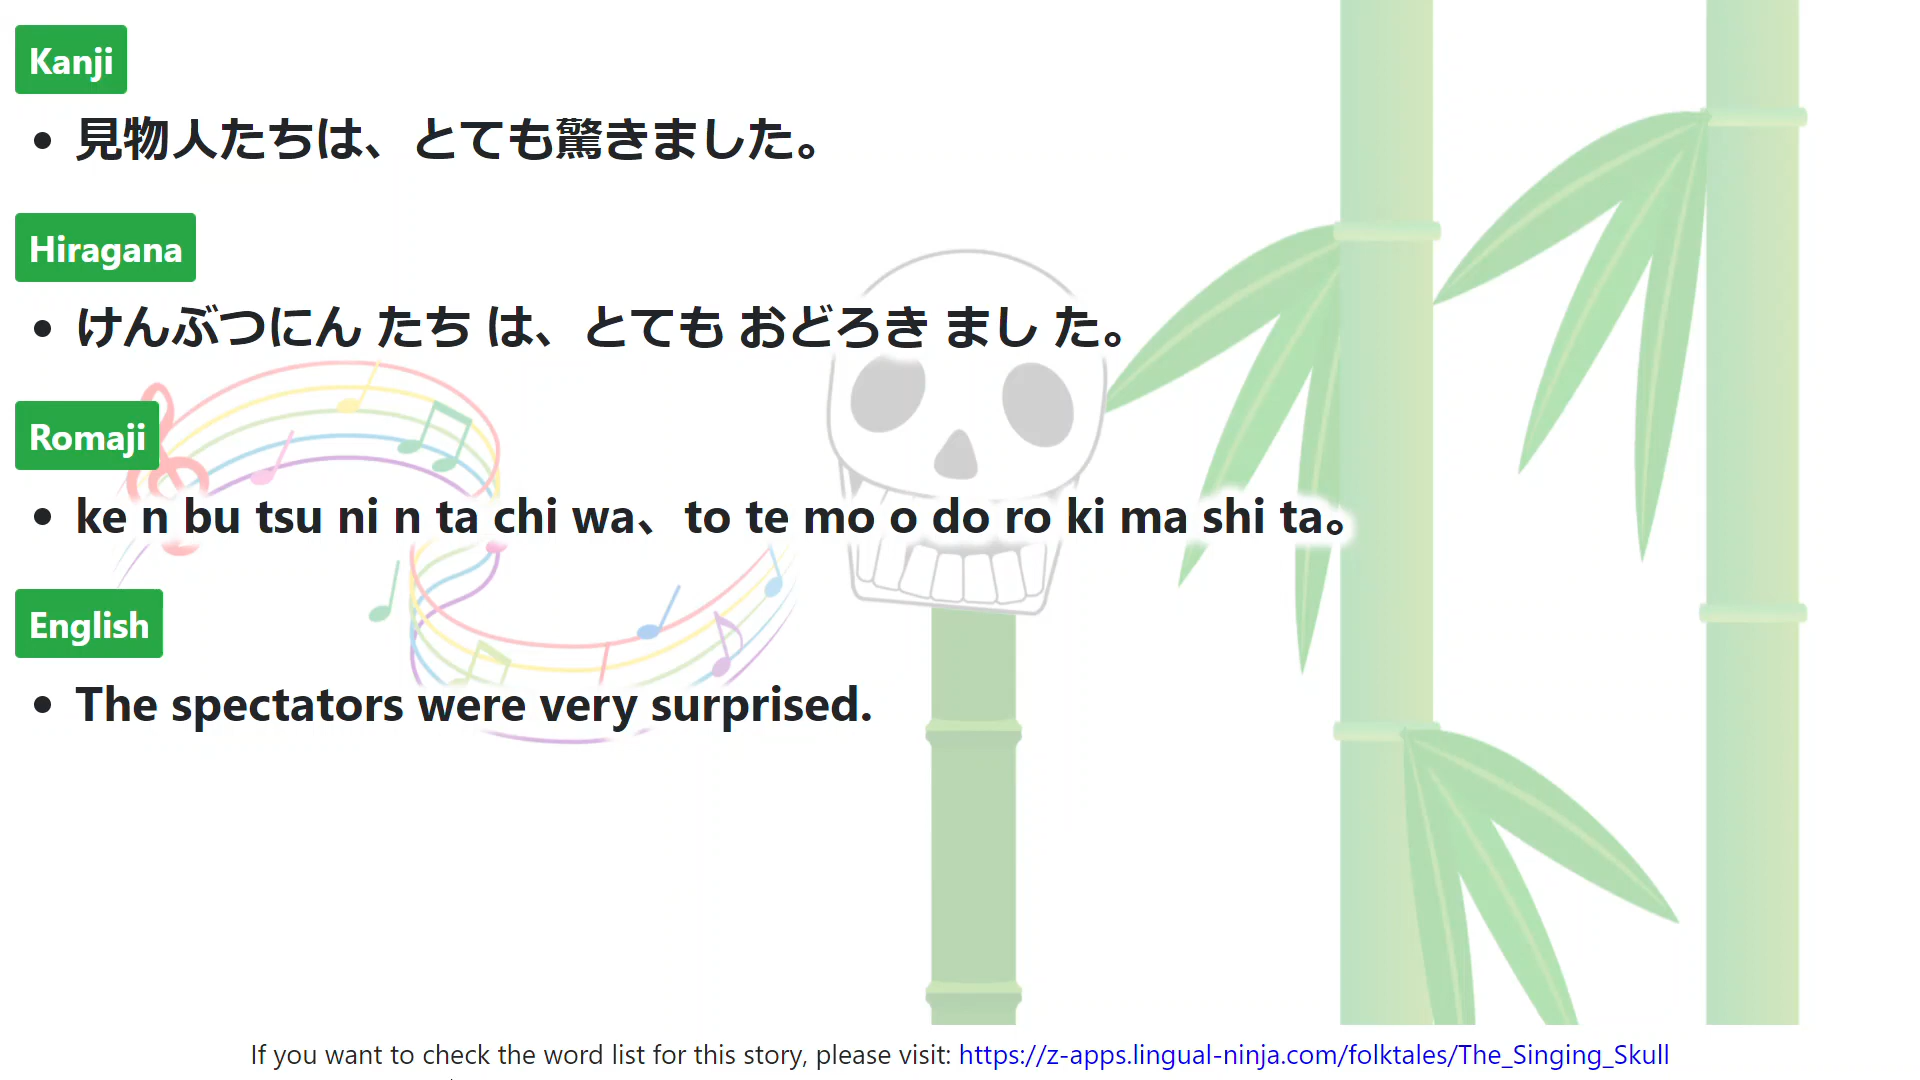 Kanji
• 見物人たちは、とても驚きました。
Hiragana
• けんぶつにん たち は、とても おどろき まし た。
Romaji
• ke n bu tsu ni n ta chi wa、to te mo o do ro ki ma shi ta。
English
• The spectators were very surprised.
If you want to check the word list for this story, please visit: https://z-apps.lingual-ninja.com/folktales/The_Singing_Skull